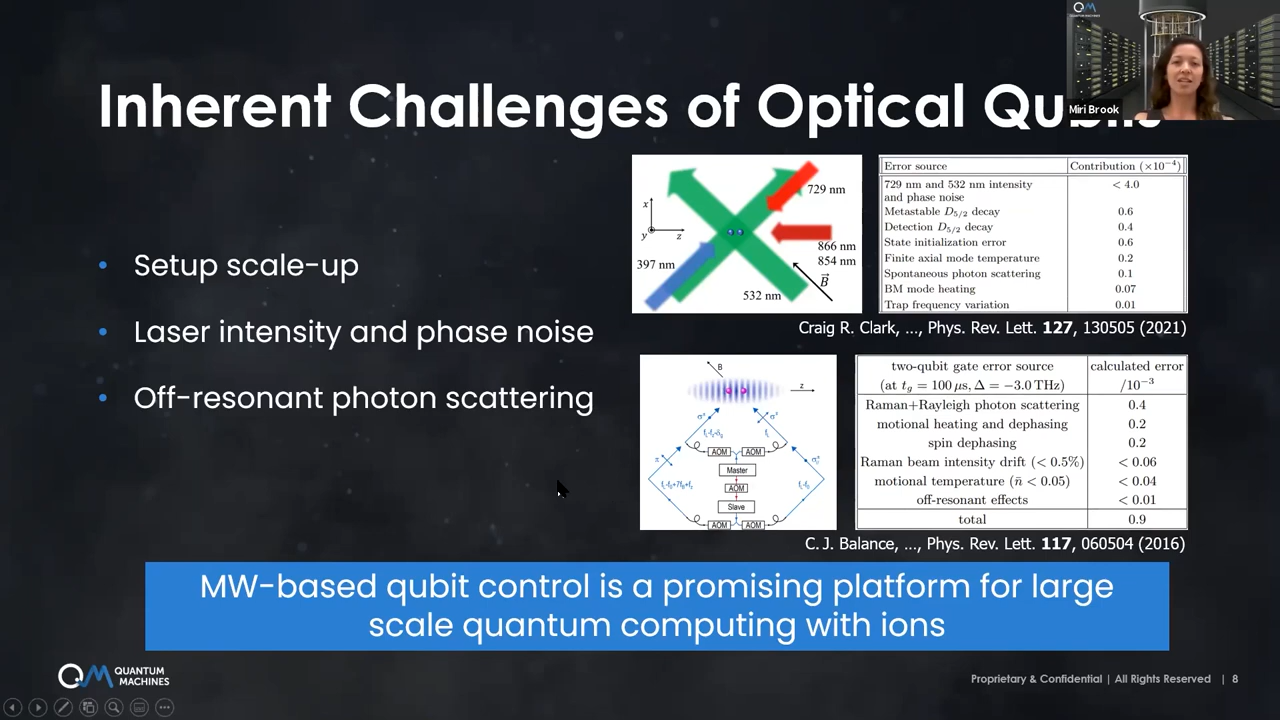 Inherent Challenges of Optical Qubits
QM
QUANTUM MACHINES
Miri Brook
• Setup scale-up
• Laser intensity and phase noise
• Off-resonant photon scattering
729 nm
x
y
z
866 nm
854 nm
397 nm
532 nm
B
Error source Contribution (×10⁻⁴)
729 nm and 532 nm intensity
and phase noise < 4.0
Metastable D5/2 decay 0.6
Detection D5/2 decay 0.4
State initialization error 0.6
Finite axial mode temperature 0.2
Spontaneous photon scattering 0.1
BM mode heating 0.07
Trap frequency variation 0.01
Craig R. Clark, ..., Phys. Rev. Lett. 127, 130505 (2021)
B
z
AOM AOM
Master
AOM
Slave
AOM AOM
two-qubit gate error source calculated error
(at tg = 100 μs, Δ = −3.0 THz) /10⁻³
Raman+Rayleigh photon scattering 0.4
motional heating and dephasing 0.2
spin dephasing 0.2
Raman beam intensity drift (< 0.5%) < 0.06
motional temperature (n̄ < 0.05) < 0.04
off-resonant effects < 0.01
total 0.9
C. J. Balance, ..., Phys. Rev. Lett. 117, 060504 (2016)
MW-based qubit control is a promising platform for large
scale quantum computing with ions
QM QUANTUM
MACHINES
Proprietary & Confidential | All Rights Reserved | 8